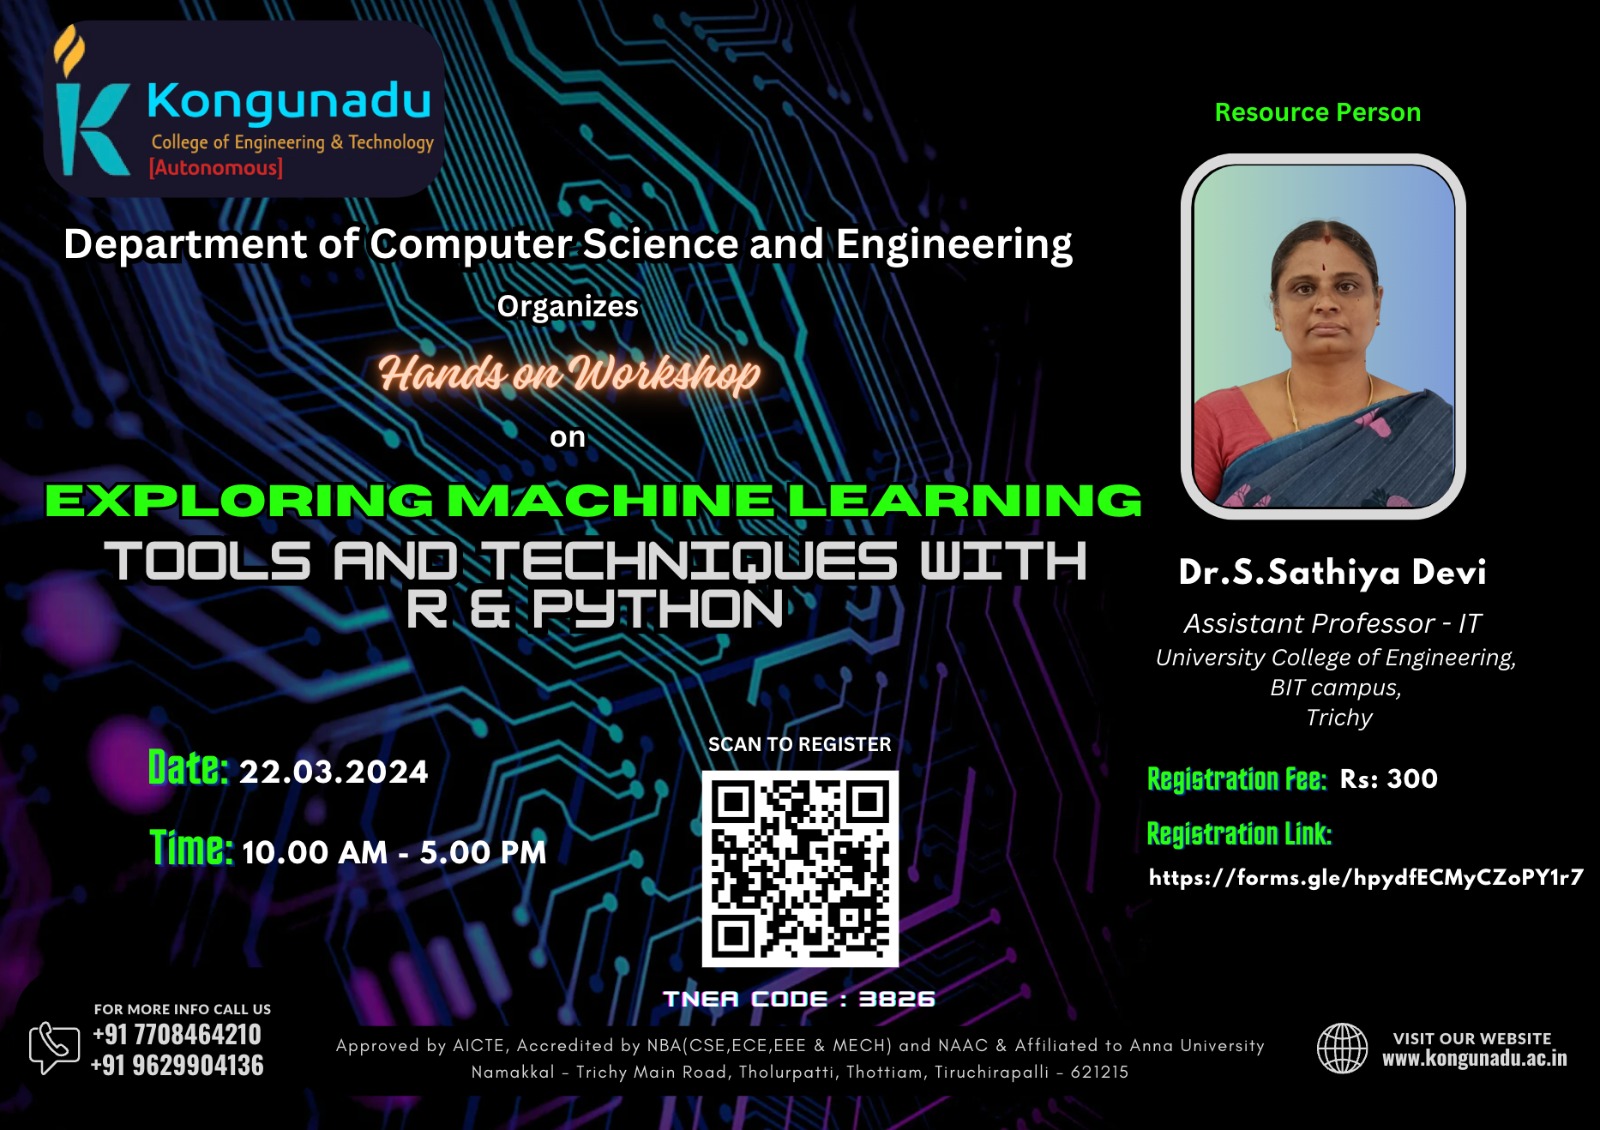 Kongunadu
College of Engineering & Technology
[Autonomous]
Department of Computer Science and Engineering
Organizes
Hands on Workshop
on
EXPLORING MACHINE LEARNING
TOOLS AND TECHNIQUES WITH
R & PYTHON
Date: 22.03.2024
Time: 10.00 AM - 5.00 PM
SCAN TO REGISTER
TNEA CODE : 3826
Resource Person
Dr.S.Sathiya Devi
Assistant Professor - IT
University College of Engineering,
BIT campus,
Trichy
Registration Fee: Rs: 300
Registration Link:
https://forms.gle/hpydfECMyCZoPY1r7
FOR MORE INFO CALL US
+91 7708464210
+91 9629904136
Approved by AICTE, Accredited by NBA(CSE,ECE,EEE & MECH) and NAAC & Affiliated to Anna University
Namakkal - Trichy Main Road, Tholurpatti, Thottiam, Tiruchirapalli - 621215
VISIT OUR WEBSITE
www.kongunadu.ac.in